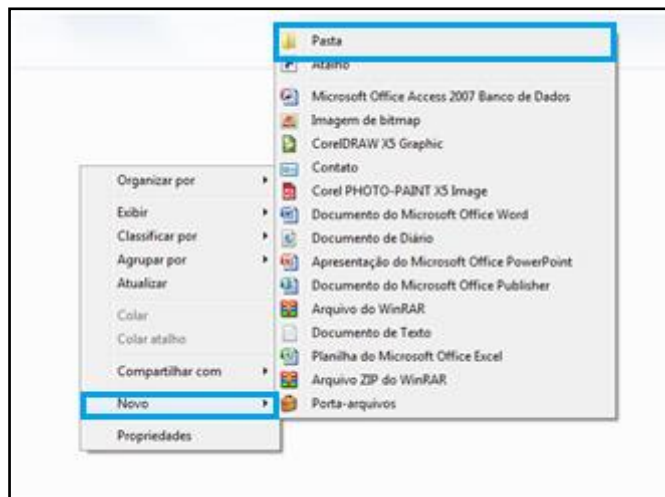 Pasta
Atalho
Microsoft Office Access 2007 Banco de Dados
Imagem de bitmap
CorelDRAW X5 Graphic
Contato
Corel PHOTO-PAINT X5 Image
Documento do Microsoft Office Word
Documento de Diário
Apresentação do Microsoft Office PowerPoint
Documento do Microsoft Office Publisher
Arquivo do WinRAR
Documento de Texto
Planilha do Microsoft Office Excel
Arquivo ZIP do WinRAR
Porta-arquivos
Organizar por
Exibir
Classificar por
Agrupar por
Atualizar
Colar
Colar atalho
Compartilhar com
Novo
Propriedades